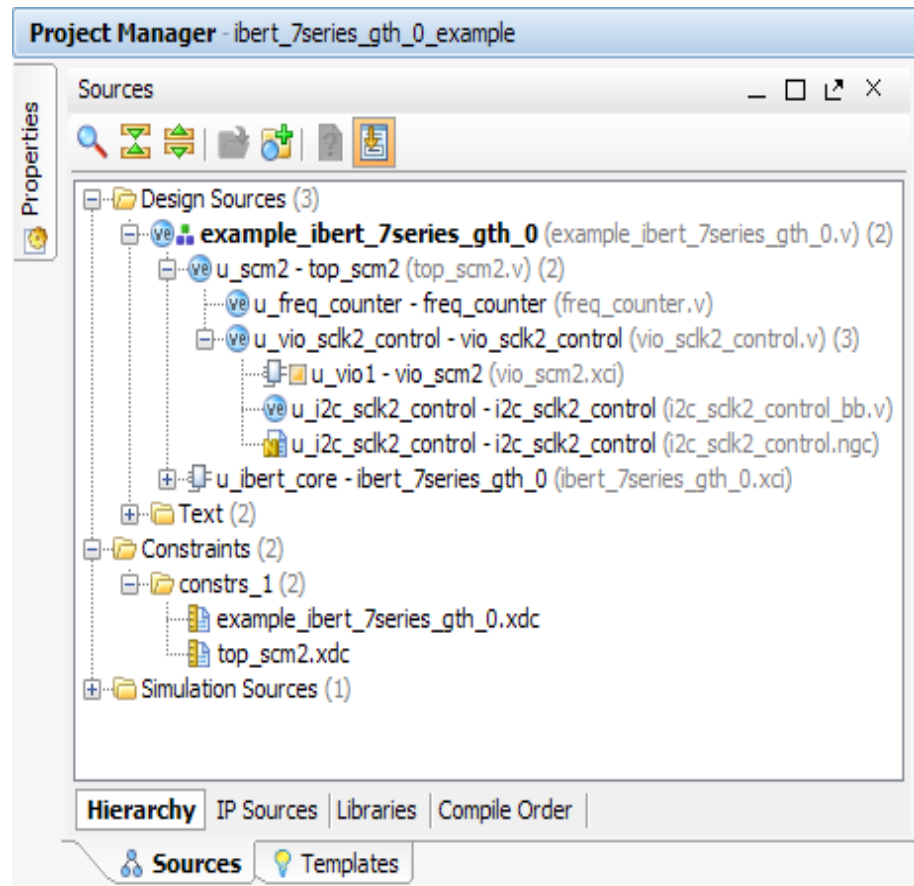 Project Manager - ibert_7series_gth_0_example
Properties
Sources
Design Sources (3)
example_ibert_7series_gth_0 (example_ibert_7series_gth_0.v) (2)
u_scm2 - top_scm2 (top_scm2.v) (2)
u_freq_counter - freq_counter (freq_counter.v)
u_vio_sclk2_control - vio_sclk2_control (vio_sclk2_control.v) (3)
u_vio1 - vio_scm2 (vio_scm2.xci)
u_i2c_sclk2_control - i2c_sclk2_control (i2c_sclk2_control_bb.v)
u_i2c_sclk2_control - i2c_sclk2_control (i2c_sclk2_control.ngc)
u_ibert_core - ibert_7series_gth_0 (ibert_7series_gth_0.xci)
Text (2)
Constraints (2)
constrs_1 (2)
example_ibert_7series_gth_0.xdc
top_scm2.xdc
Simulation Sources (1)
Hierarchy IP Sources Libraries Compile Order
Sources Templates